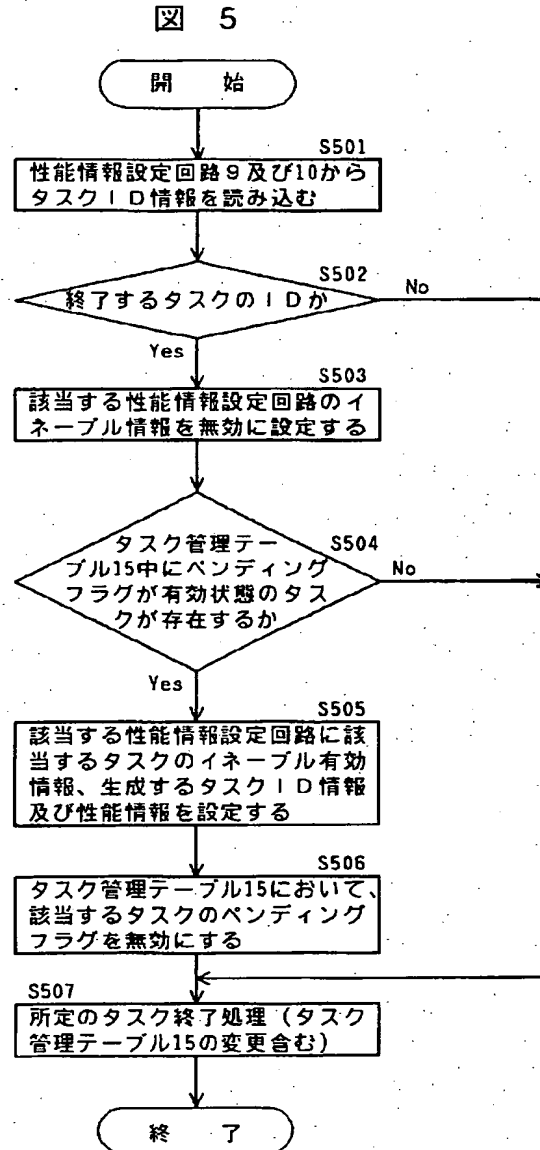 図 5
開 始
S501
性能情報設定回路9及び10から
タスクID情報を読み込む
S502
終了するタスクのIDか
No
Yes
S503
該当する性能情報設定回路のイ
ネーブル情報を無効に設定する
S504
タスク管理テー
ブル15中にペンディング
フラグが有効状態のタス
クが存在するか
No
Yes
S505
該当する性能情報設定回路に該
当するタスクのイネーブル有効
情報、生成するタスクID情報
及び性能情報を設定する
S506
タスク管理テーブル15において、
該当するタスクのペンディング
フラグを無効にする
S507
所定のタスク終了処理(タスク
管理テーブル15の変更含む)
終 了